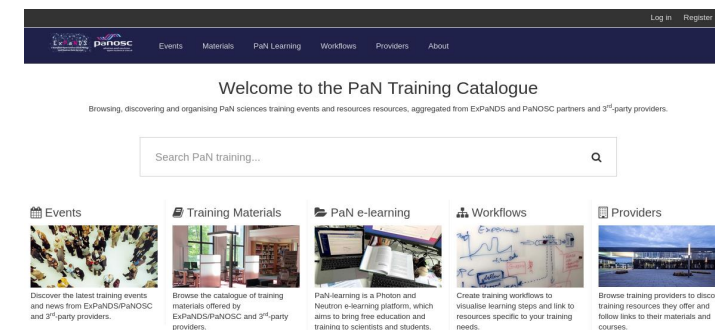 Log in Register
ExPaNDS panosc Events Materials PaN Learning Workflows Providers About
Welcome to the PaN Training Catalogue
Browsing, discovering and organising PaN sciences training events and resources resources, aggregated from ExPaNDS and PaNOSC partners and 3rd-party providers.
Search PaN training...
Events
Discover the latest training events
and news from ExPaNDS/PaNOSC
and 3rd-party providers.
Training Materials
Browse the catalogue of training
materials offered by
ExPaNDS/PaNOSC and 3rd-party
providers.
PaN e-learning
PaN-learning is a Photon and
Neutron e-learning platform, which
aims to bring free education and
training to scientists and students.
Workflows
Create training workflows to
visualise learning steps and link to
resources specific to your training
needs.
Providers
Browse training providers to disco
training resources they offer and
follow links to their materials and
courses.